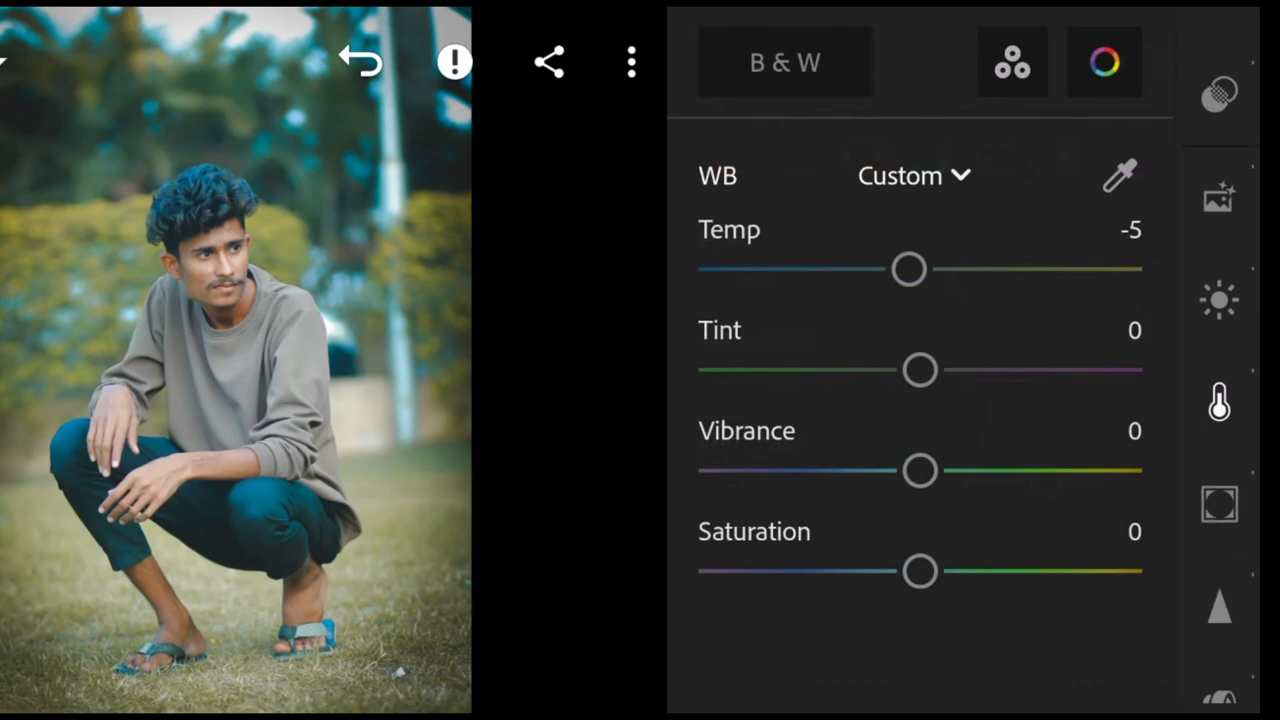 B & W
WB Custom
Temp -5
Tint 0
Vibrance 0
Saturation 0